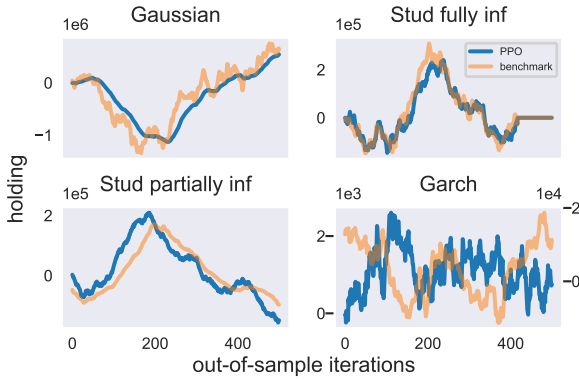 Gaussian
Stud fully inf
1e6
1e5
PPO
benchmark
0
−1
2
0
holding
Stud partially inf
Garch
1e5
1e3
1e4
2
0
2
0
2
0
0 200 400
0 200 400
out-of-sample iterations